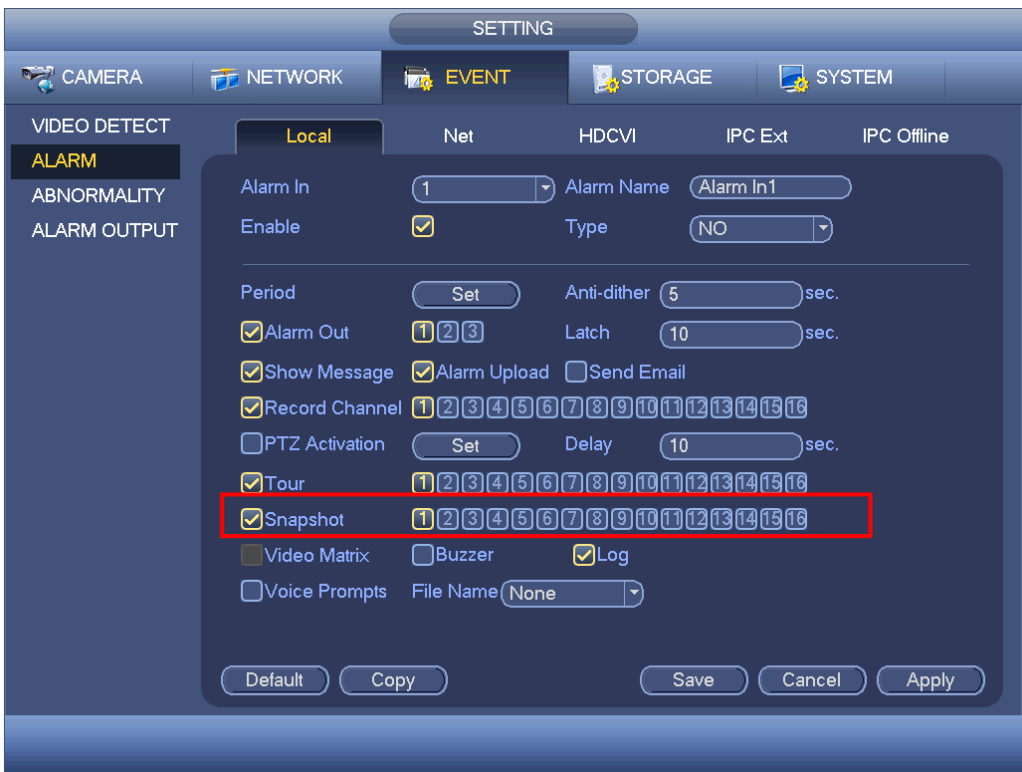 SETTING
CAMERA NETWORK EVENT STORAGE SYSTEM
VIDEO DETECT
ALARM
ABNORMALITY
ALARM OUTPUT
Local Net HDCVI IPC Ext IPC Offline
Alarm In 1 Alarm Name Alarm In1
Enable Type NO
Period Set Anti-dither 5 sec.
Alarm Out 1 2 3 Latch 10 sec.
Show Message Alarm Upload Send Email
Record Channel 1 2 3 4 5 6 7 8 9 10 11 12 13 14 15 16
PTZ Activation Set Delay 10 sec.
Tour 1 2 3 4 5 6 7 8 9 10 11 12 13 14 15 16
Snapshot 1 2 3 4 5 6 7 8 9 10 11 12 13 14 15 16
Video Matrix Buzzer Log
Voice Prompts File Name None
Default Copy Save Cancel Apply